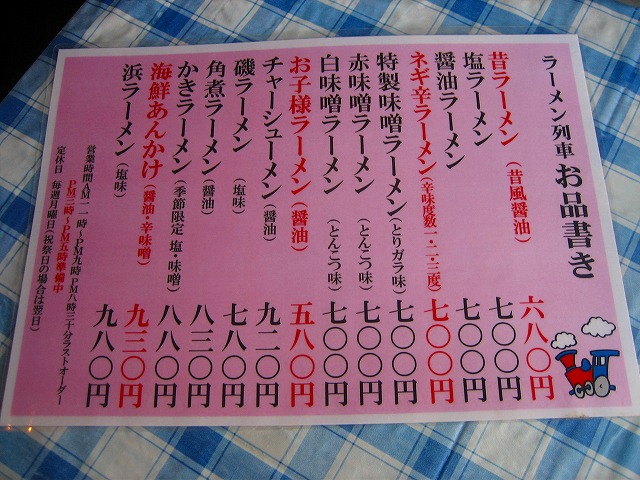 ラーメン列車 お品書き
昔ラーメン (昔風醤油) 六八〇円
塩ラーメン 七〇〇円
醤油ラーメン 七〇〇円
ネギ辛ラーメン(辛味度数一・二・三度) 七〇〇円
特製味噌ラーメン(とりガラ味) 七〇〇円
赤味噌ラーメン (とんこつ味) 七〇〇円
白味噌ラーメン (とんこつ味) 七〇〇円
お子様ラーメン(醤油) 五八〇円
チャーシューメン(醤油) 九二〇円
磯ラーメン (塩味) 七八〇円
角煮ラーメン(醤油) 八三〇円
かきラーメン(季節限定 塩・味噌) 八八〇円
海鮮あんかけ(醤油・辛味噌) 九三〇円
浜ラーメン (塩味) 九八〇円
営業時間AM一一時〜PM九時 PM八時三十分ラストオーダー
PM三時〜PM五時準備中
定休日 毎週月曜日(祝祭日の場合は翌日)